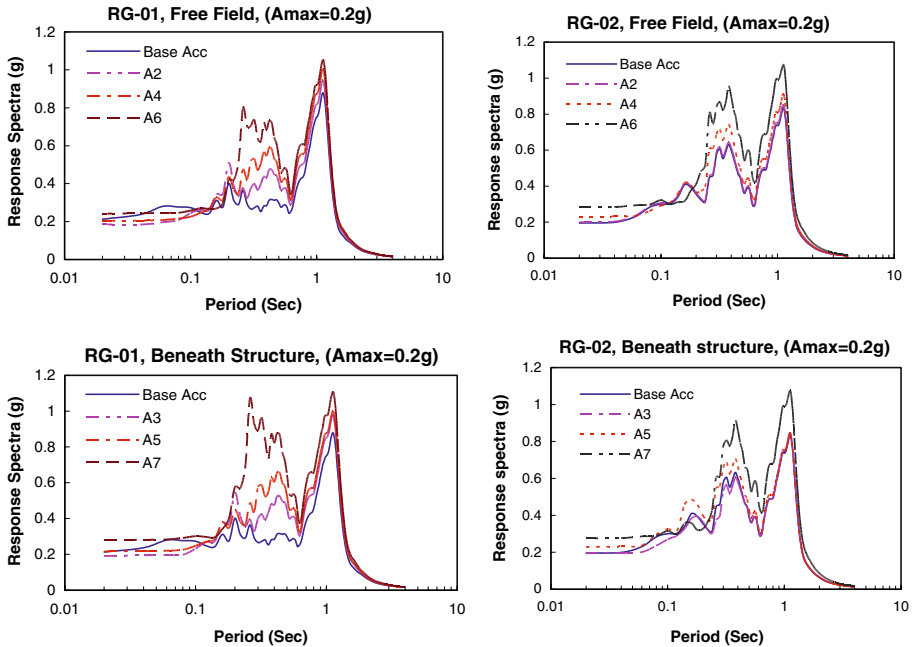 RG-01, Free Field, (Amax=0.2g)
Response Spectra (g)
1.2
1
0.8
0.6
0.4
0.2
0
Base Acc
A2
A4
A6
0.01
0.1
1
10
Period (Sec)
RG-02, Free Field, (Amax=0.2g)
Response spectra (g)
1.2
1
0.8
0.6
0.4
0.2
0
Base Acc
A2
A4
A6
0.01
0.1
1
10
Period (Sec)
RG-01, Beneath Structure, (Amax=0.2g)
Response Spectra (g)
1.2
1
0.8
0.6
0.4
0.2
0
Base Acc
A3
A5
A7
0.01
0.1
1
10
Period (Sec)
RG-02, Beneath structure, (Amax=0.2g)
Response spectra (g)
1.2
1
0.8
0.6
0.4
0.2
0
Base Acc
A3
A5
A7
0.01
0.1
1
10
Period (Sec)